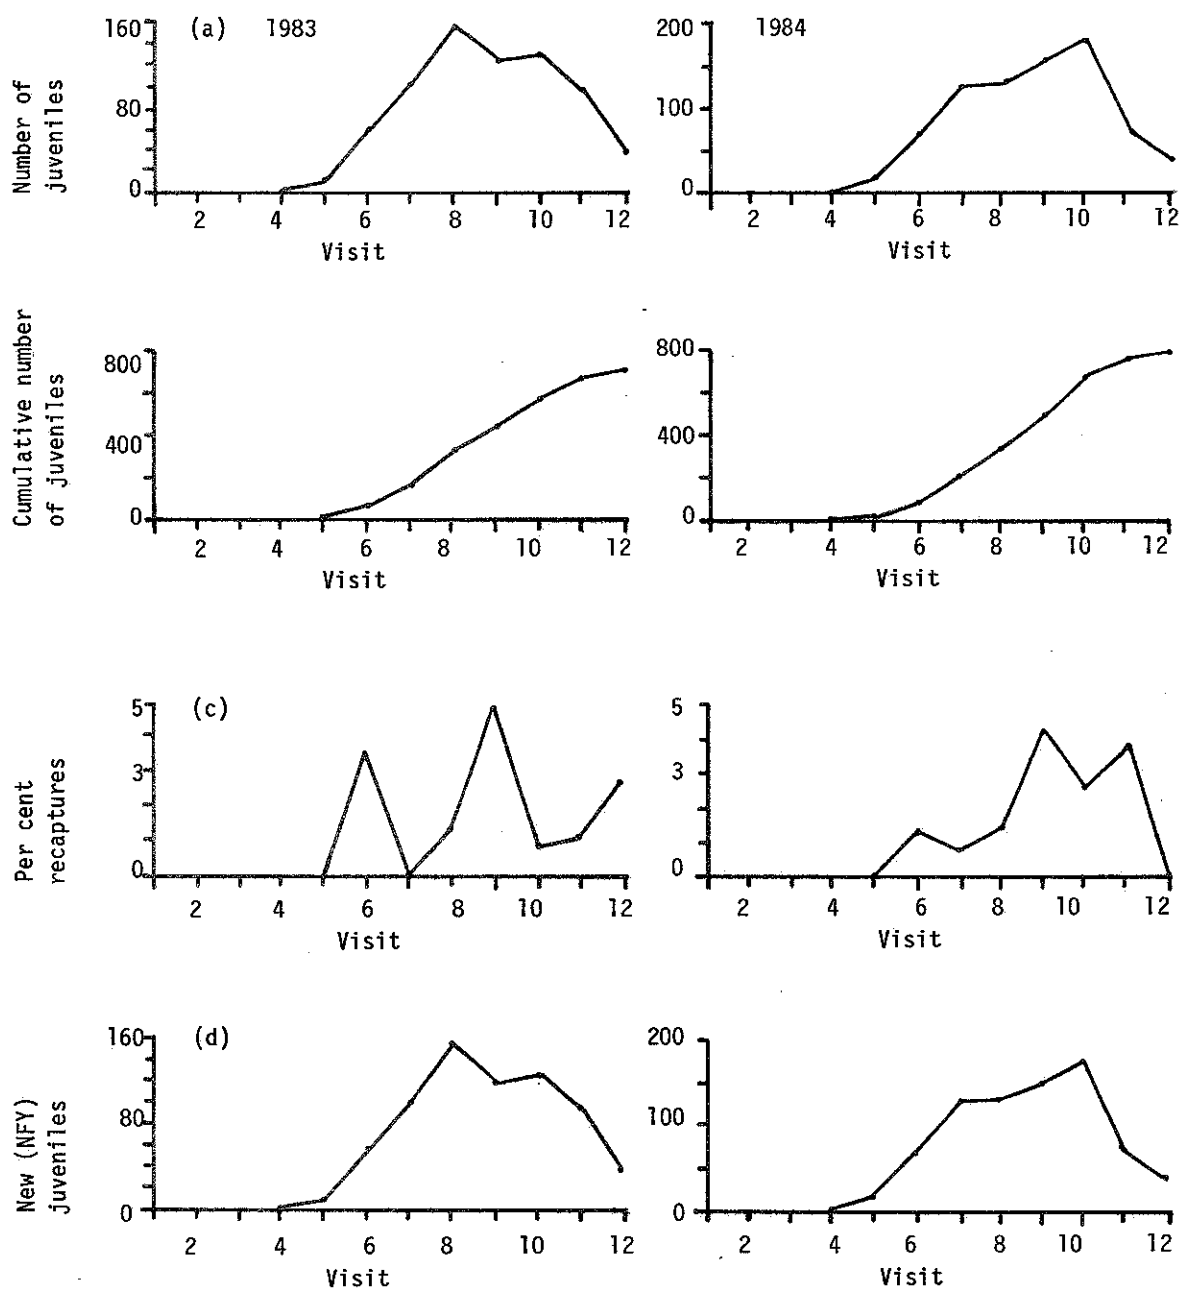 (a) 1983
Number of
juveniles
160
80
0
2 4 6 8 10 12
Visit
1984
200
100
0
2 4 6 8 10 12
Visit
Cumulative number
of juveniles
800
400
0
2 4 6 8 10 12
Visit
800
400
0
2 4 6 8 10 12
Visit
(c)
Per cent
recaptures
5
3
0
2 4 6 8 10 12
Visit
5
3
0
2 4 6 8 10 12
Visit
(d)
New (NFY)
juveniles
160
80
0
2 4 6 8 10 12
Visit
200
100
0
2 4 6 8 10 12
Visit